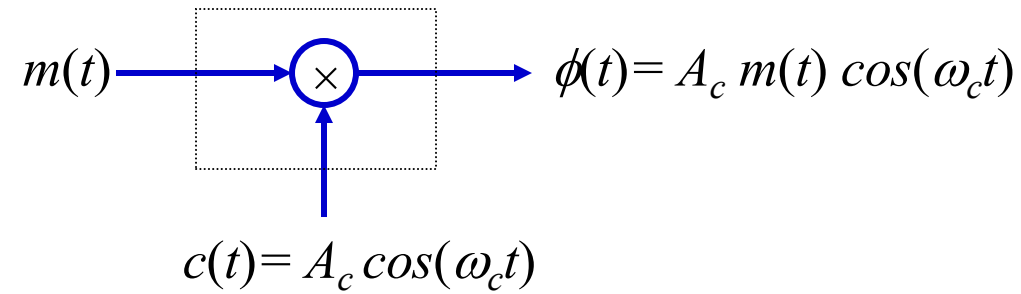 m(t)
×
ϕ(t)= A_c m(t) cos(ω_c t)
c(t)= A_c cos(ω_c t)